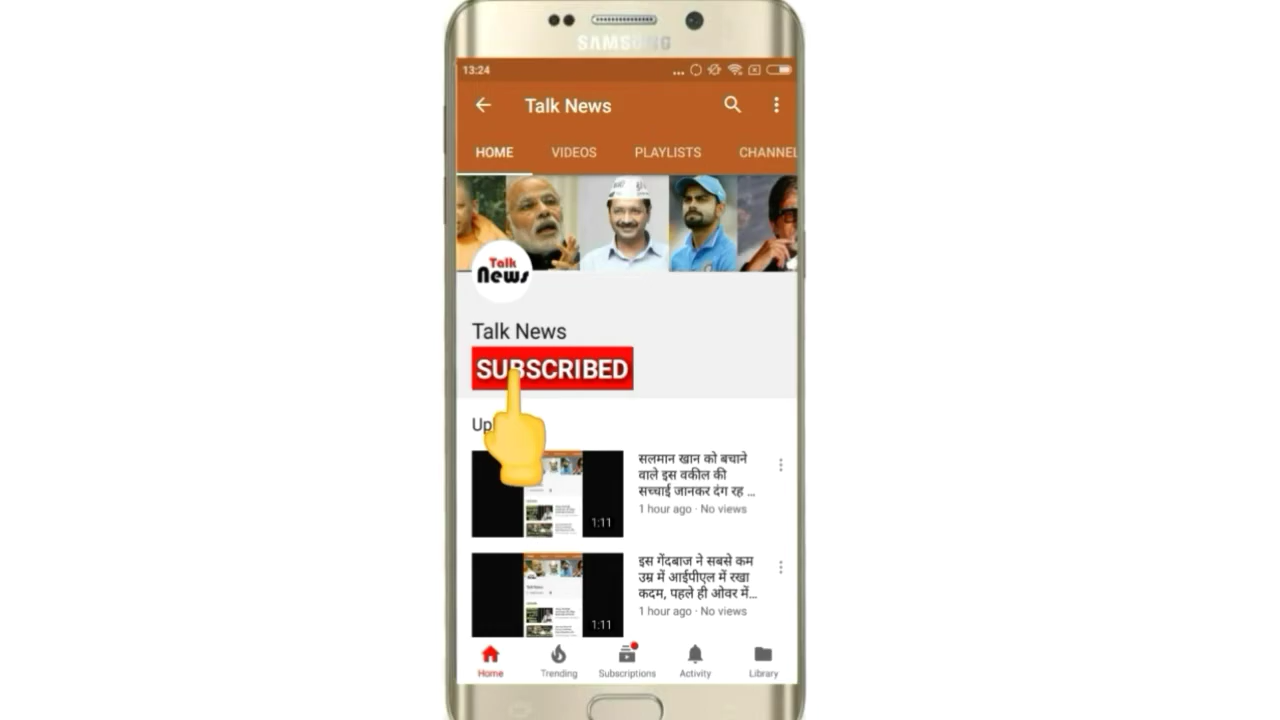 SAMSUNG
13:24
Talk News
HOME VIDEOS PLAYLISTS CHANNEL
Talk
News
Talk News
SUBSCRIBED
Up
सलमान खान को बचाने
वाले इस वकील की
सच्चाई जानकर दंग रह ...
1 hour ago · No views
1:11
इस गेंदबाज ने सबसे कम
उम्र में आईपीएल में रखा
कदम, पहले ही ओवर में...
1 hour ago · No views
1:11
Home Trending Subscriptions Activity Library